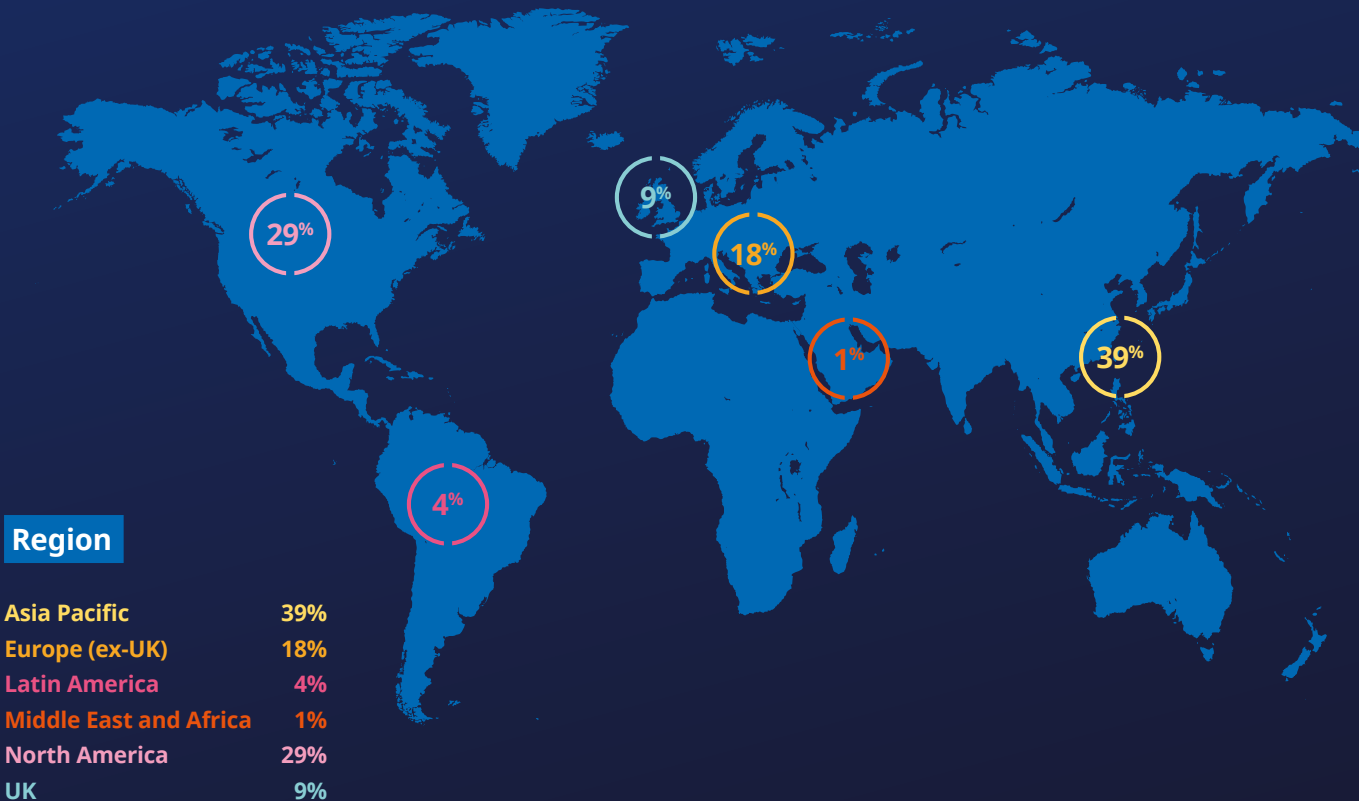 9%
29%
18%
1%
39%
4%
Region
Asia Pacific 39%
Europe (ex-UK) 18%
Latin America 4%
Middle East and Africa 1%
North America 29%
UK 9%